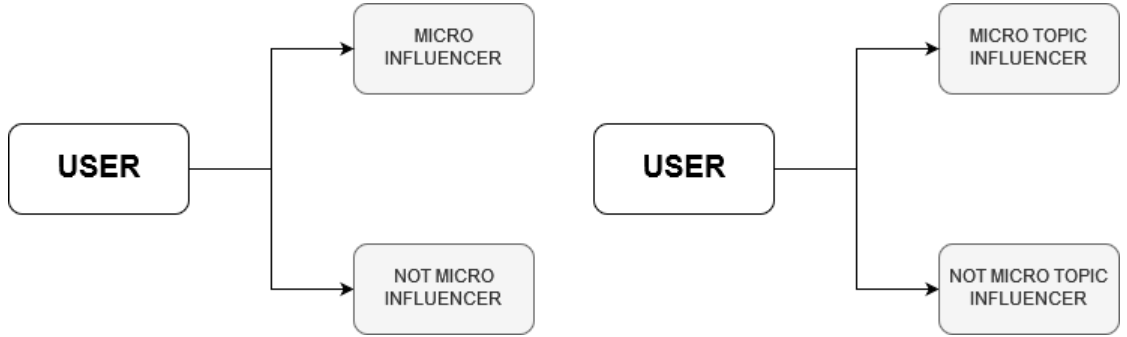 MICRO
INFLUENCER
USER
NOT MICRO
INFLUENCER
MICRO TOPIC
INFLUENCER
USER
NOT MICRO TOPIC
INFLUENCER